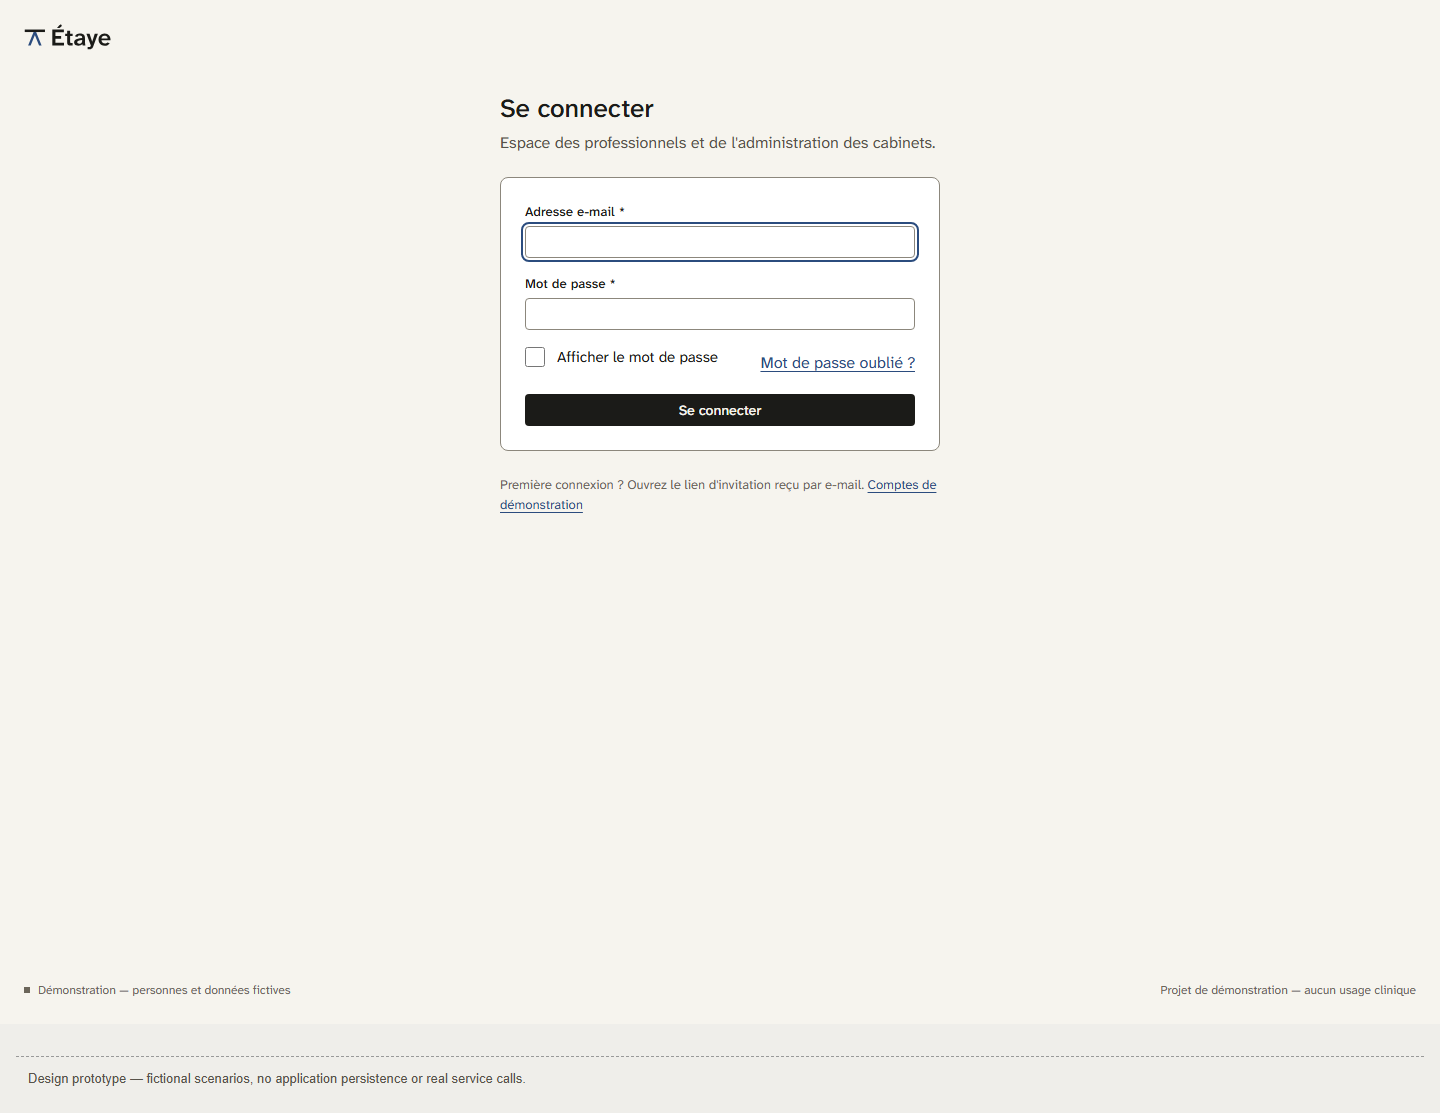 Étaye
Se connecter
Espace des professionnels et de l'administration des cabinets.
Adresse e-mail *
Mot de passe *
Afficher le mot de passe
Mot de passe oublié ?
Se connecter
Première connexion ? Ouvrez le lien d'invitation reçu par e-mail. Comptes de
démonstration
Démonstration — personnes et données fictives
Projet de démonstration — aucun usage clinique
Design prototype — fictional scenarios, no application persistence or real service calls.